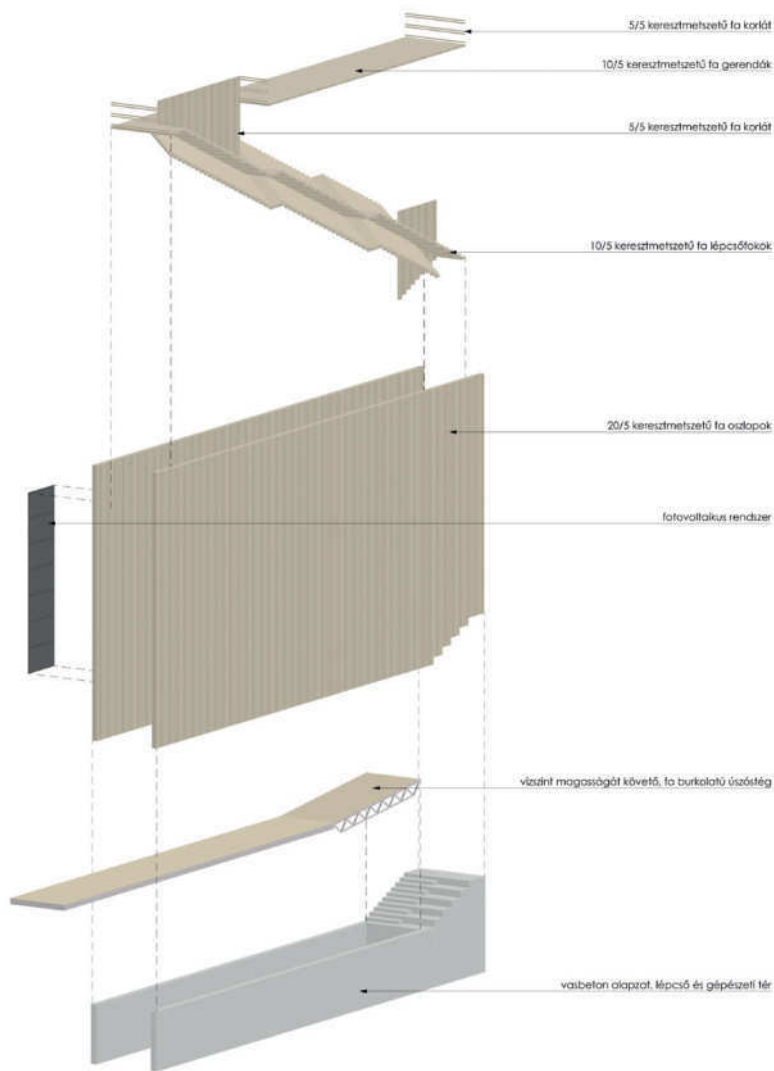 5/5 keresztmetszetű fa korlát
10/5 keresztmetszetű fa gerendák
5/5 keresztmetszetű fa korlát
10/5 keresztmetszetű fa lépcsőfokok
20/5 keresztmetszetű fa oszlopok
fotovoltaikus rendszer
vízszint magasságát követő, fa burkolatú úszóstég
vasbeton alapzat, lépcső és gépészeti tér